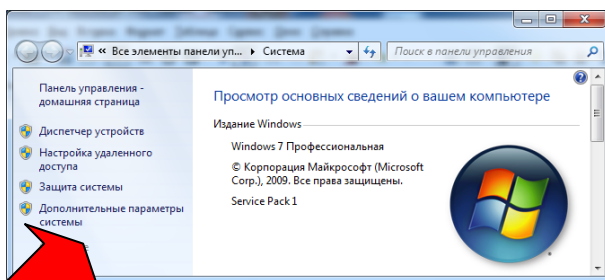 « Все элементы панели уп... ▸ Система
Поиск в панели управления
Панель управления -
домашняя страница
Диспетчер устройств
Настройка удаленного
доступа
Защита системы
Дополнительные параметры
системы
Просмотр основных сведений о вашем компьютере
Издание Windows
Windows 7 Профессиональная
© Корпорация Майкрософт (Microsoft
Corp.), 2009. Все права защищены.
Service Pack 1